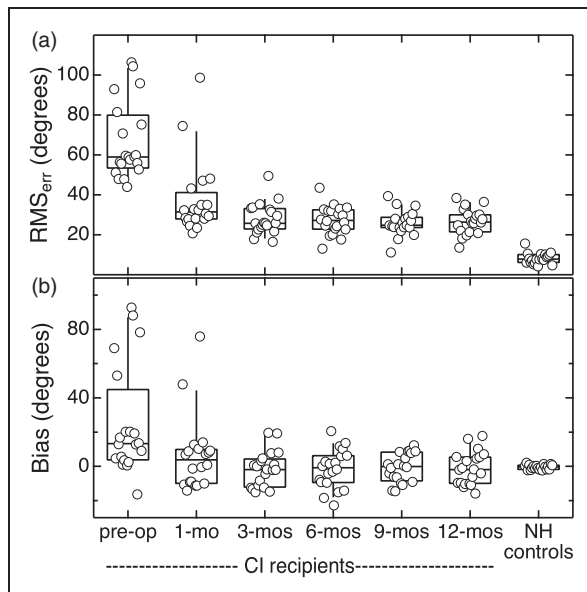 (a)
RMSerr (degrees)
100
80
60
40
20
(b)
Bias (degrees)
80
40
0
pre-op 1-mo 3-mos 6-mos 9-mos 12-mos NH controls
CI recipients